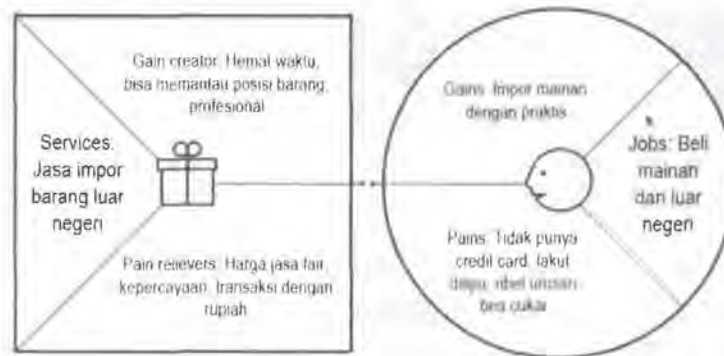 Gain creator: Hemat waktu,
bisa memantau posisi barang,
profesional
Services:
Jasa impor
barang luar
negeri
Pain relievers: Harga jasa fair,
kepercayaan, transaksi dengan
rupiah
Gains: Impor mainan
dengan praktis
Jobs: Beli
mainan
dari luar
negeri
Pains: Tidak punya
credit card, takut
ditipu, ribet urusan
bea cukai